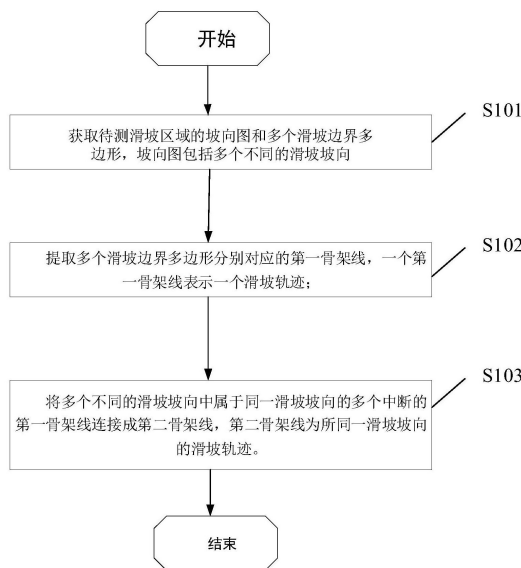 开始
S101
获取待测滑坡区域的坡向图和多个滑坡边界多
边形，坡向图包括多个不同的滑坡坡向
S102
提取多个滑坡边界多边形分别对应的第一骨架线，一个第
一骨架线表示一个滑坡轨迹；
S103
将多个不同的滑坡坡向中属于同一滑坡坡向的多个中断的
第一骨架线连接成第二骨架线，第二骨架线为所同一滑坡坡向
的滑坡轨迹。
结束